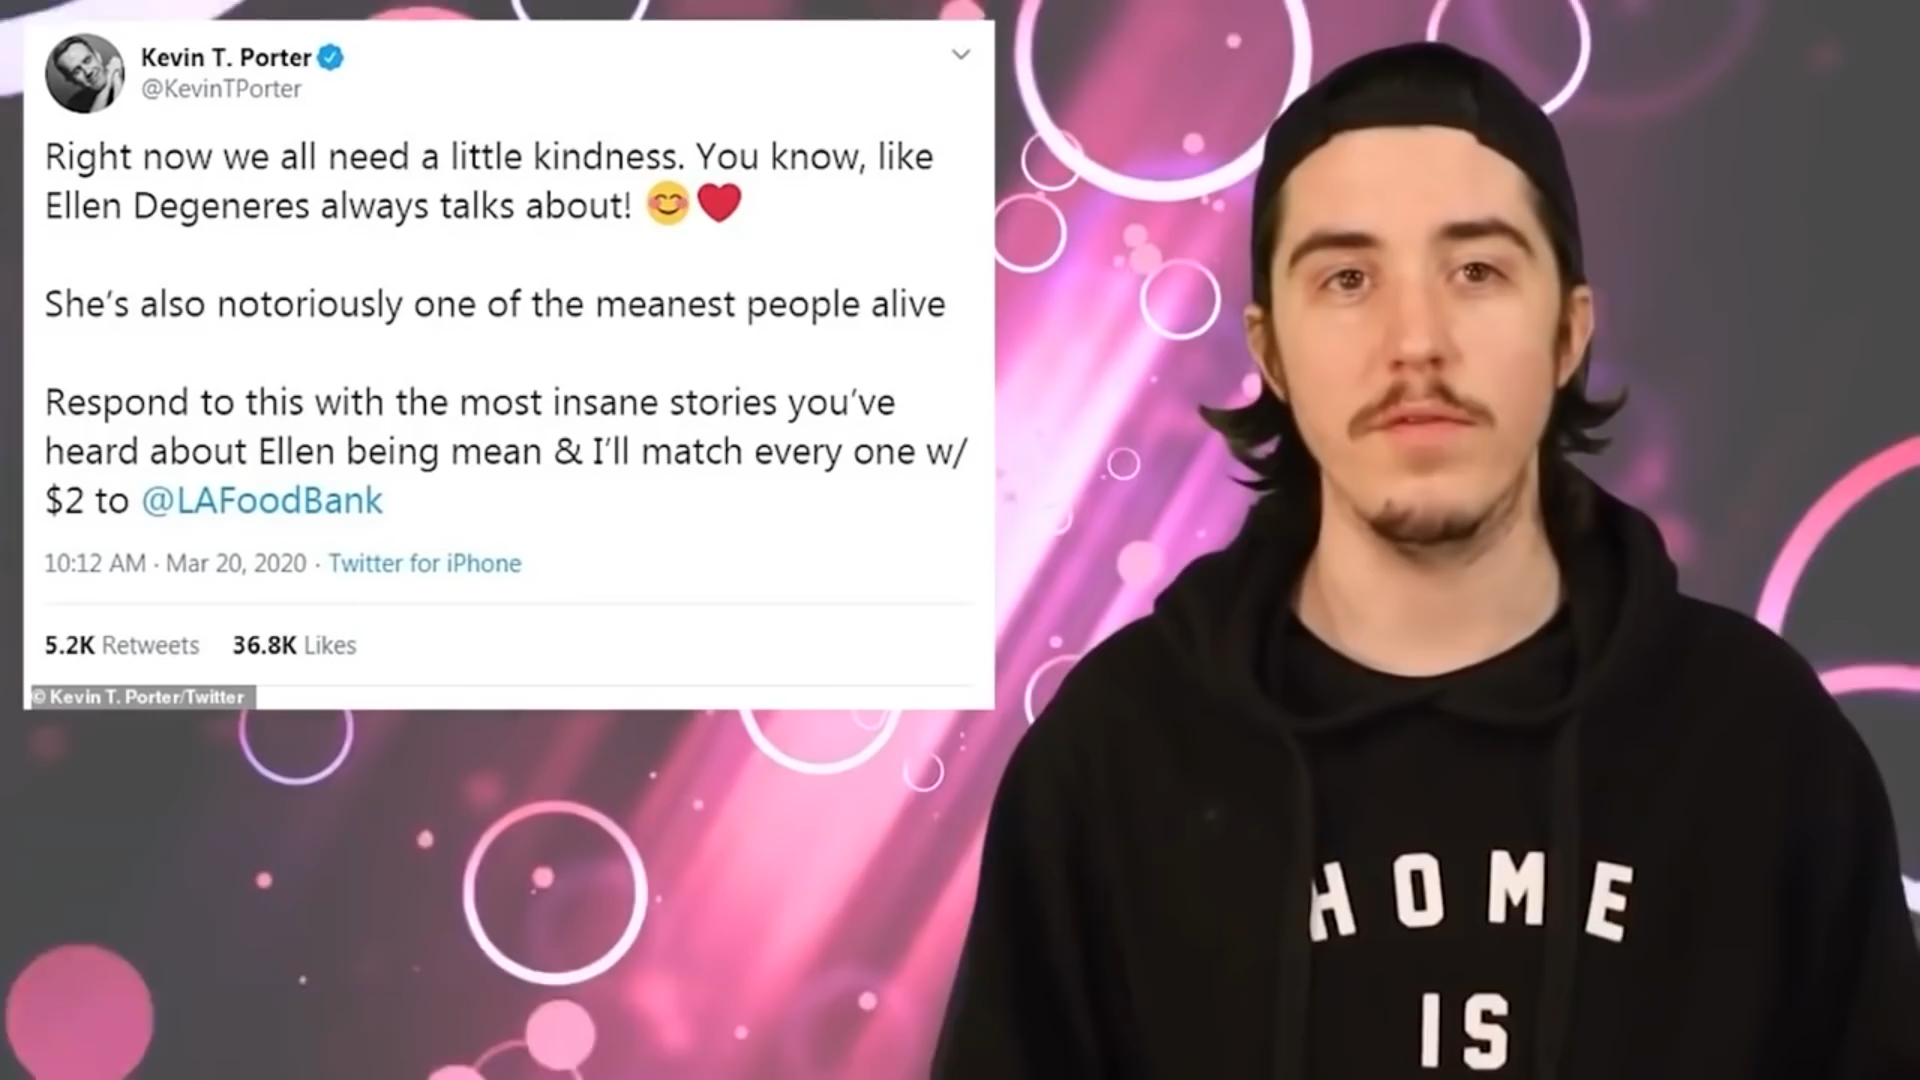 Kevin T. Porter
@KevinTPorter
Right now we all need a little kindness. You know, like
Ellen Degeneres always talks about! 😊❤️
She's also notoriously one of the meanest people alive
Respond to this with the most insane stories you've
heard about Ellen being mean & I'll match every one w/
$2 to @LAFoodBank
10:12 AM · Mar 20, 2020 · Twitter for iPhone
5.2K Retweets 36.8K Likes
© Kevin T. Porter/Twitter
HOME
IS